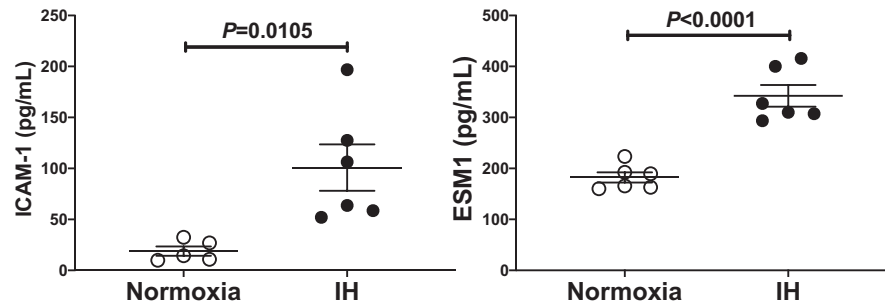 P=0.0105
ICAM-1 (pg/mL)
250
200
150
100
50
0
Normoxia
IH
P<0.0001
ESM1 (pg/mL)
500
400
300
200
100
0
Normoxia
IH